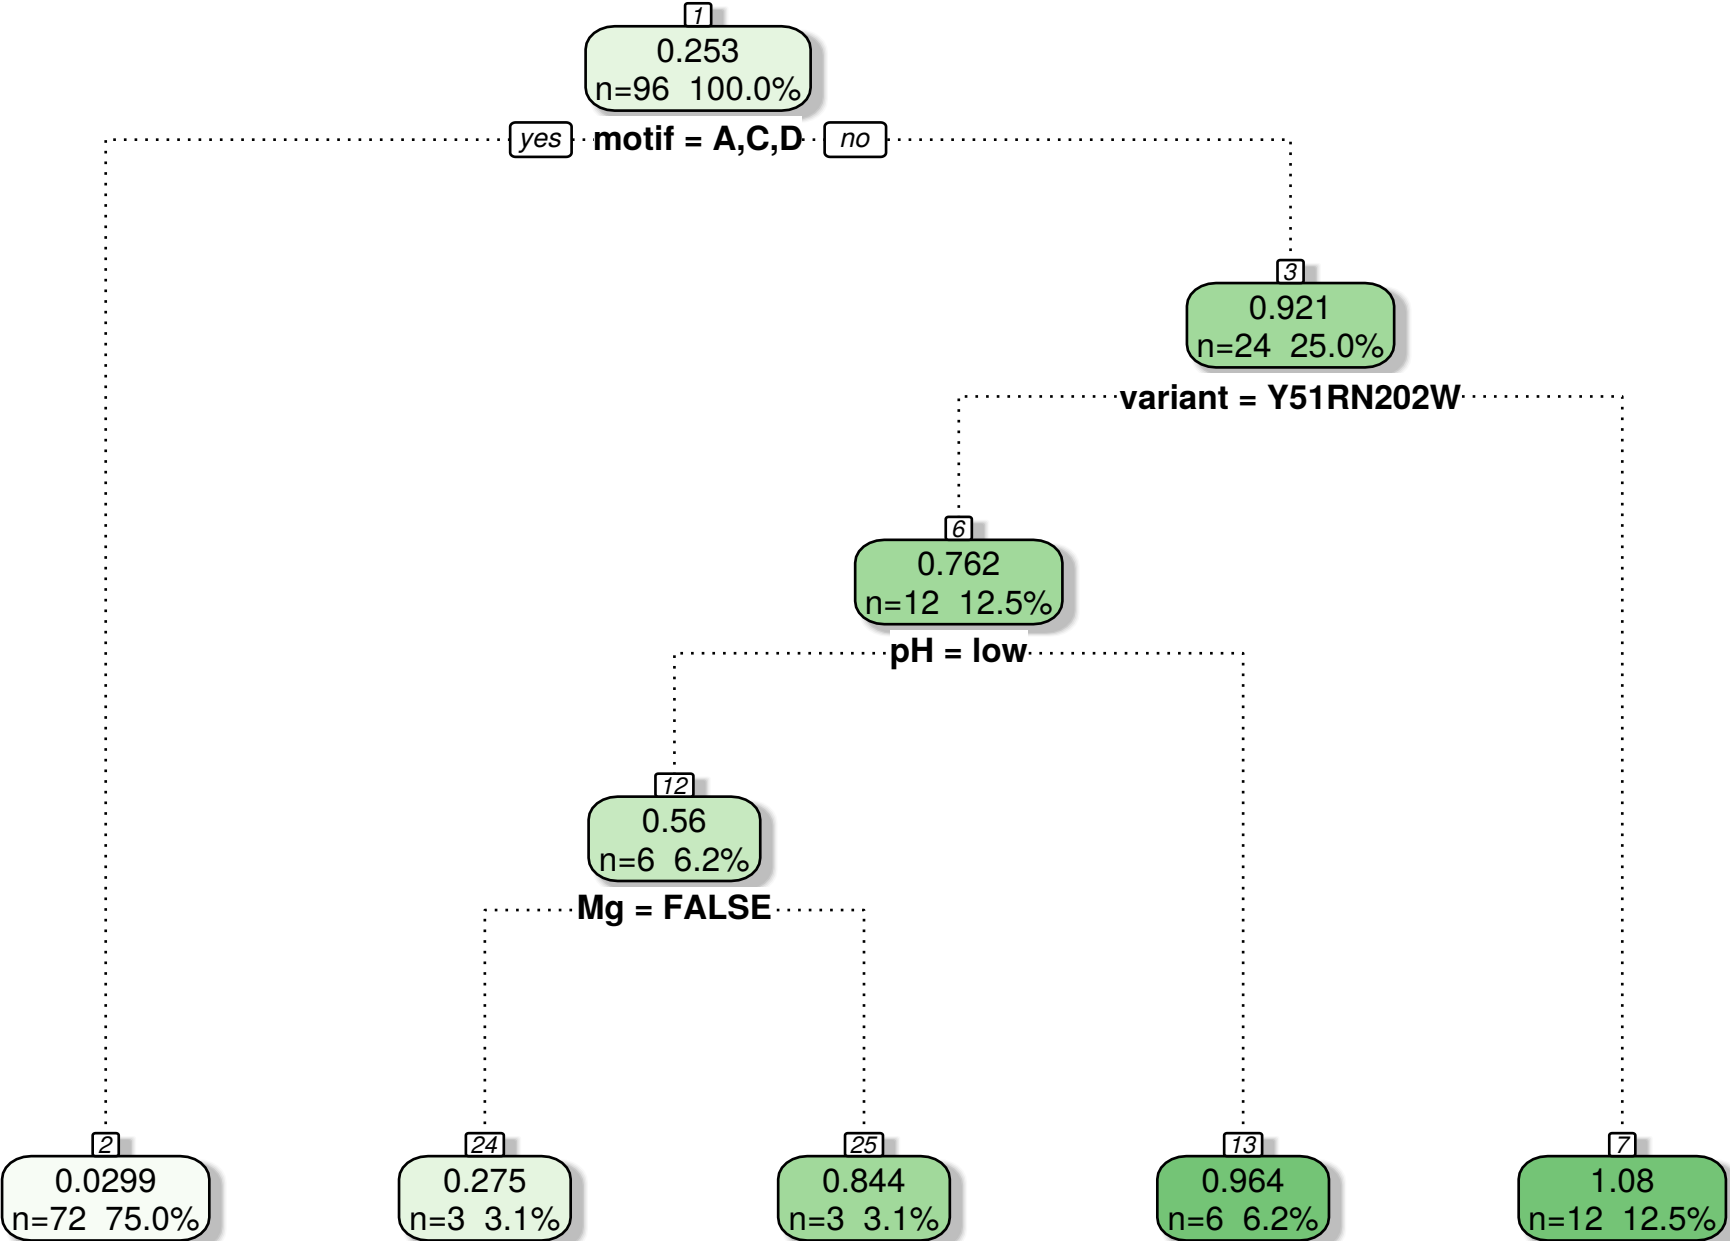 1
0.253
n=96 100.0%
yes motif = A,C,D no
3
0.921
n=24 25.0%
variant = Y51RN202W
6
0.762
n=12 12.5%
pH = low
12
0.56
n=6 6.2%
Mg = FALSE
2
0.0299
n=72 75.0%
24
0.275
n=3 3.1%
25
0.844
n=3 3.1%
13
0.964
n=6 6.2%
7
1.08
n=12 12.5%